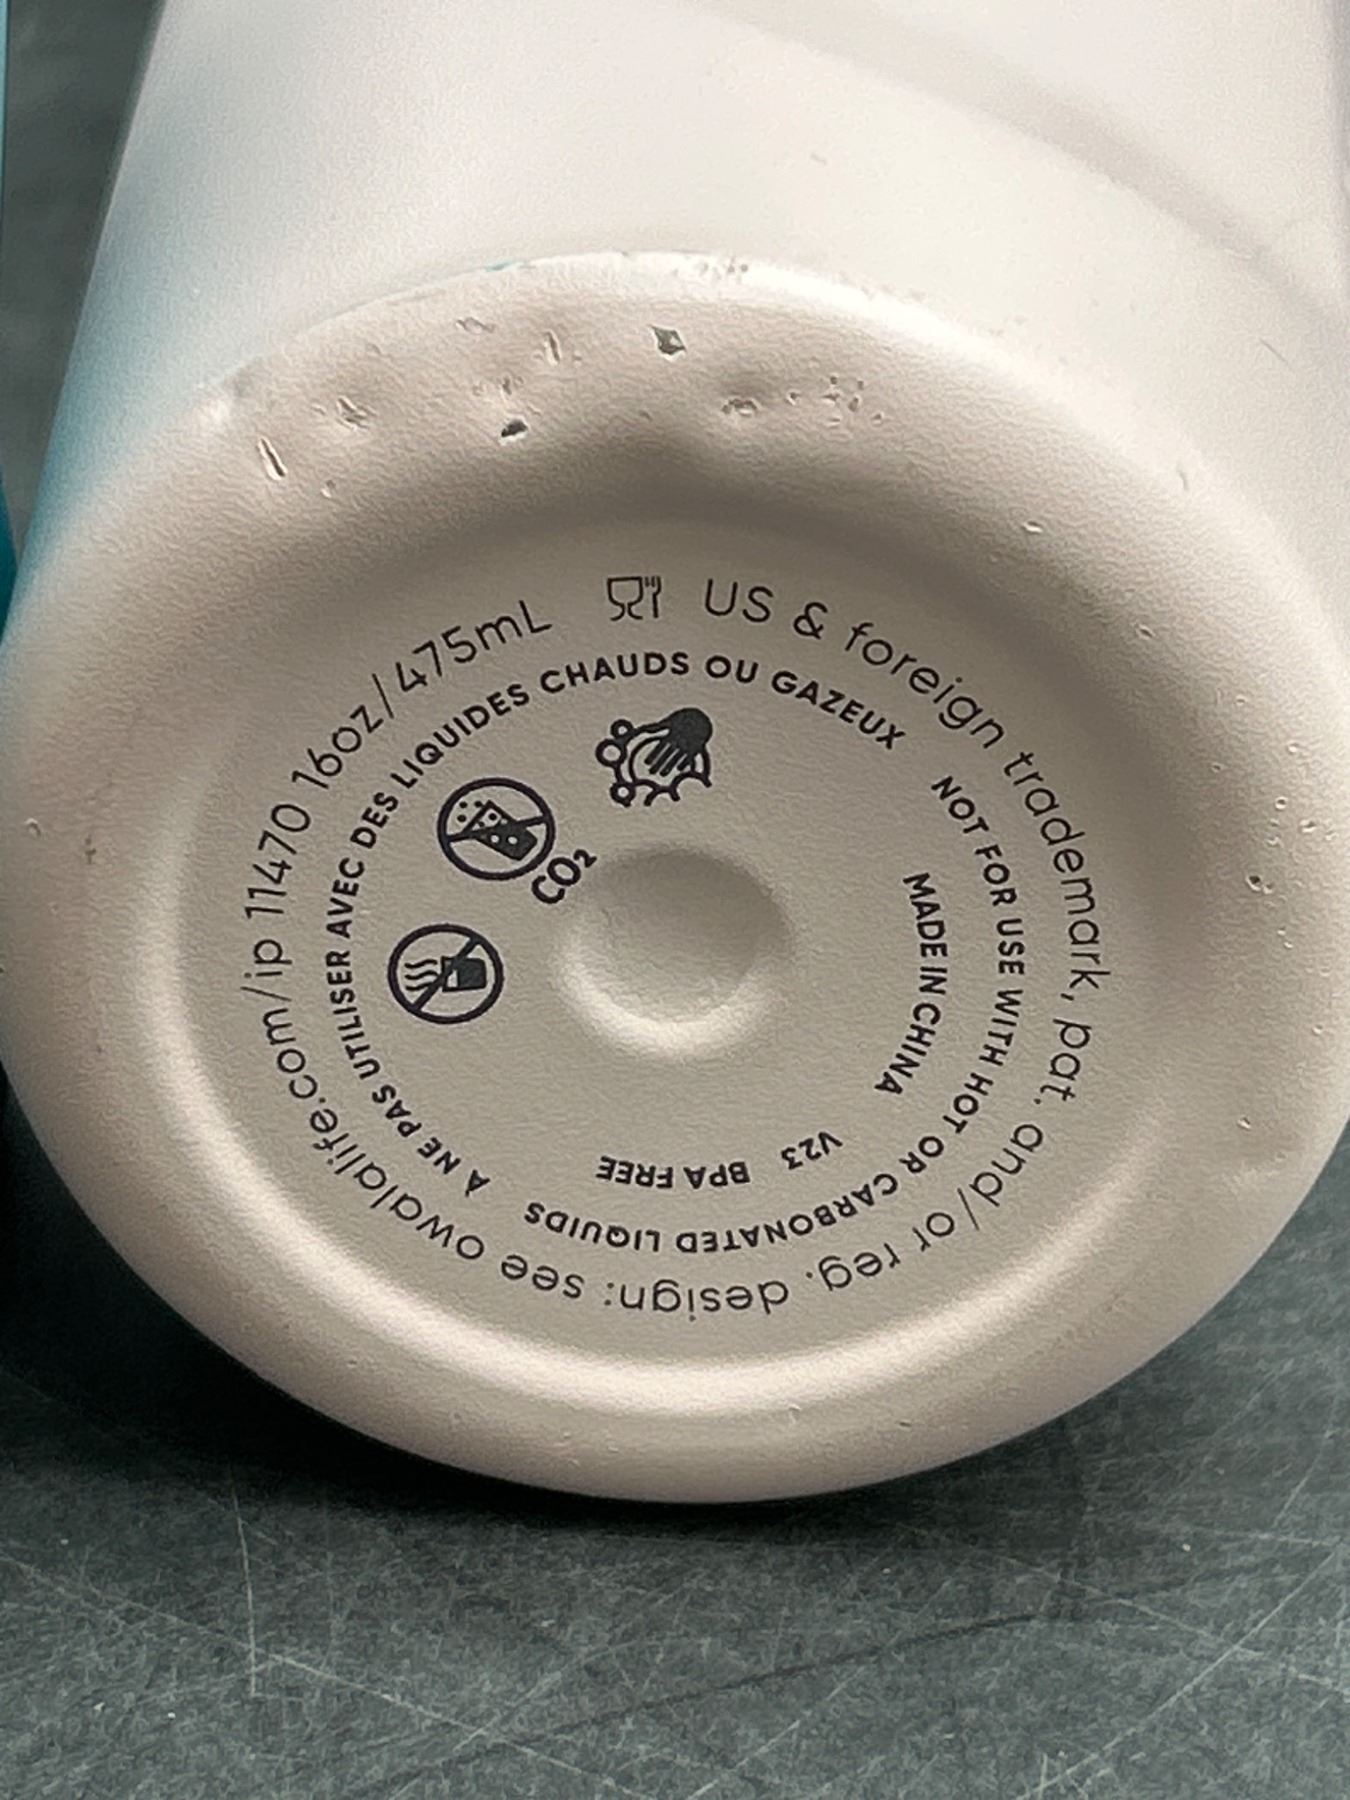 US & foreign trademark, pat. and/or reg. design: see owalalife.com/ip 11470 16oz/475mL
NOT FOR USE WITH HOT OR CARBONATED LIQUIDS
A NE PAS UTILISER AVEC DES LIQUIDES CHAUDS OU GAZEUX
MADE IN CHINA
V23
BPA FREE
CO₂